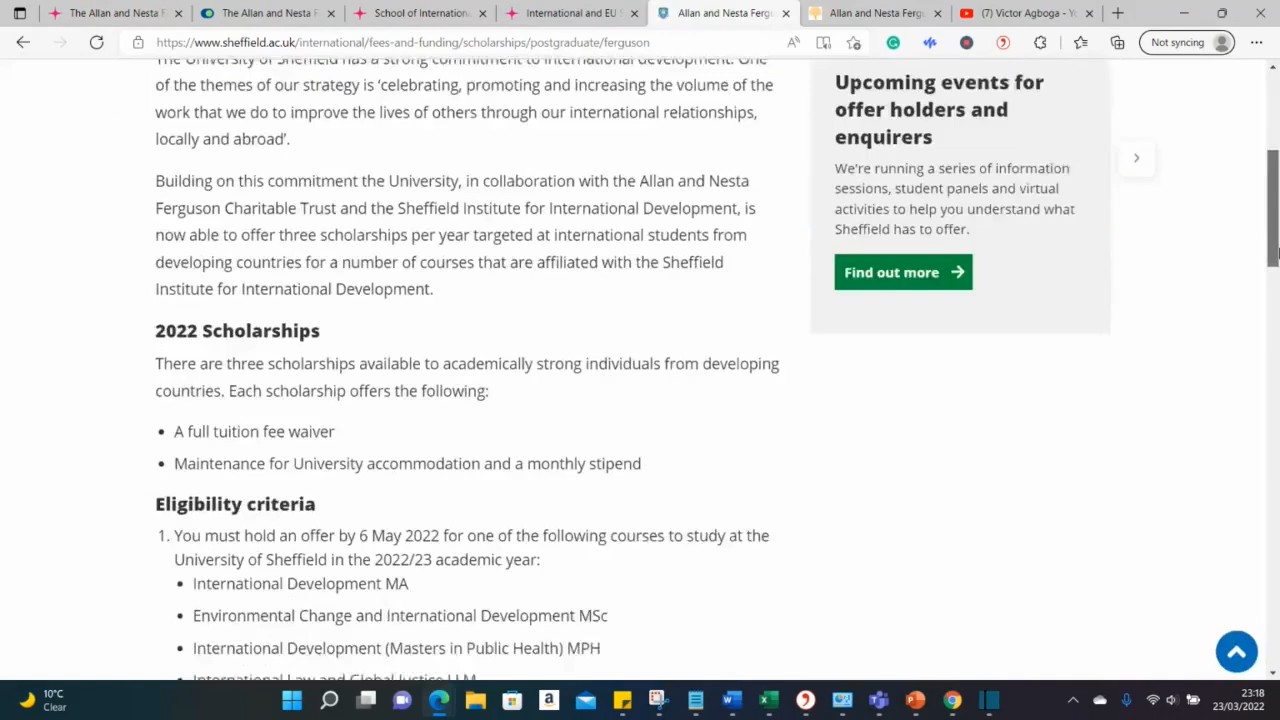 The Allan and Nesta F
The Allan and Nesta F
School of Internation
International and EU S
Allan and Nesta Fergu
Allan and Nesta Fergu
(7) Victor Agboga - Yo
https://www.sheffield.ac.uk/international/fees-and-funding/scholarships/postgraduate/ferguson
Not syncing
The University of Sheffield has a strong commitment to international development. One
of the themes of our strategy is ‘celebrating, promoting and increasing the volume of the
work that we do to improve the lives of others through our international relationships,
locally and abroad’.
Building on this commitment the University, in collaboration with the Allan and Nesta
Ferguson Charitable Trust and the Sheffield Institute for International Development, is
now able to offer three scholarships per year targeted at international students from
developing countries for a number of courses that are affiliated with the Sheffield
Institute for International Development.
2022 Scholarships
There are three scholarships available to academically strong individuals from developing
countries. Each scholarship offers the following:
• A full tuition fee waiver
• Maintenance for University accommodation and a monthly stipend
Eligibility criteria
1. You must hold an offer by 6 May 2022 for one of the following courses to study at the
University of Sheffield in the 2022/23 academic year:
• International Development MA
• Environmental Change and International Development MSc
• International Development (Masters in Public Health) MPH
International Law and Global Justice LLM
Upcoming events for
offer holders and
enquirers
We're running a series of information
sessions, student panels and virtual
activities to help you understand what
Sheffield has to offer.
Find out more
10°C
Clear
23:18
23/03/2022